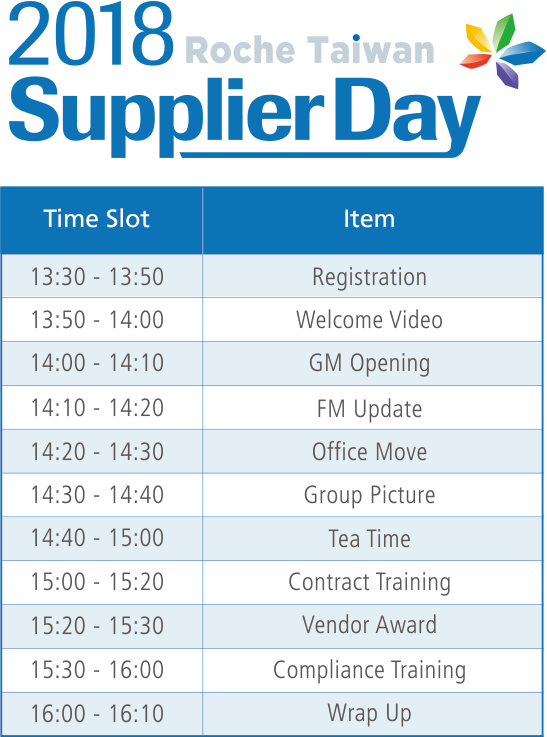 2018 Roche Taiwan
Supplier Day
Time Slot Item
13:30 - 13:50 Registration
13:50 - 14:00 Welcome Video
14:00 - 14:10 GM Opening
14:10 - 14:20 FM Update
14:20 - 14:30 Office Move
14:30 - 14:40 Group Picture
14:40 - 15:00 Tea Time
15:00 - 15:20 Contract Training
15:20 - 15:30 Vendor Award
15:30 - 16:00 Compliance Training
16:00 - 16:10 Wrap Up